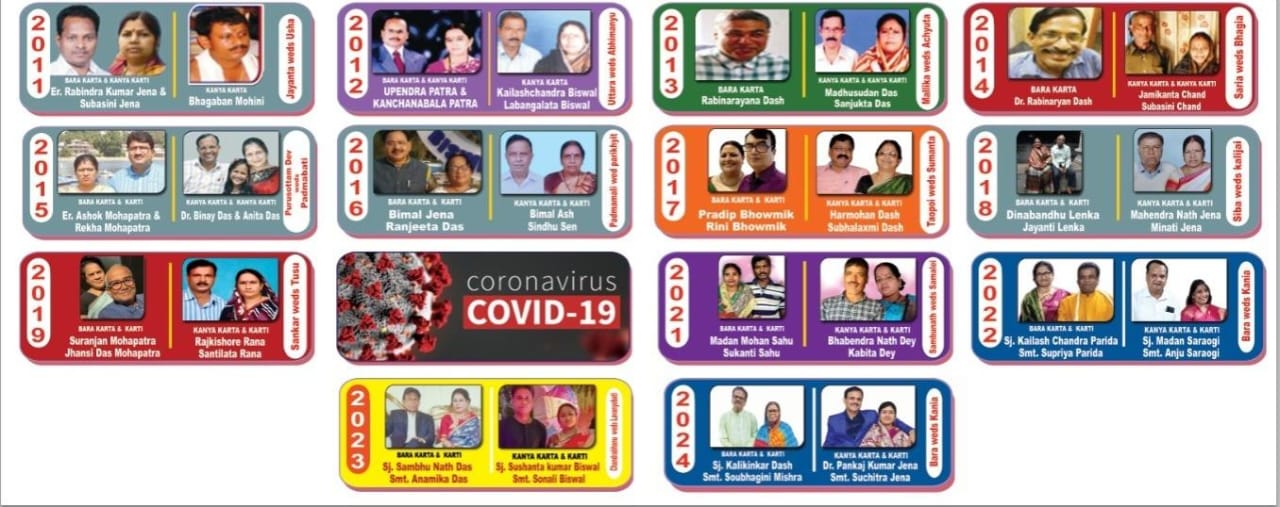 2011
BARA KARTA & KANYA KARTI
Er. Rabindra Kumar Jena &
Subasini Jena
KANYA KARTA
Bhagaban Mohini
Jayanta weds Usha
2012
BARA KARTA & KANYA KARTI
UPENDRA PATRA &
KANCHANABALA PATRA
KANYA KARTA
Kailashchandra Biswal
Labangalata Biswal
Uttara weds Abhimanyu
2013
BARA KARTA
Rabinarayana Dash
KANYA KARTA & KANYA KARTI
Madhusudan Das
Sanjukta Das
Mallika weds Achyuta
2014
BARA KARTA
Dr. Rabinaryan Dash
KANYA KARTA & KANYA KARTI
Jamikanta Chand
Subasini Chand
Saria weds Bhagia
2015
BARA KARTA & KARTI
Er. Ashok Mohapatra &
Rekha Mohapatra
KANYA KARTA & KARTI
Dr. Binay Das & Anita Das
Purusottam Dev
weds
Padmabati
2016
BARA KARTA & KARTI
Bimal Jena
Ranjeeta Das
KANYA KARTA & KARTI
Bimal Ash
Sindhu Sen
Padmamali wed parikhjit
2017
BARA KARTA & KARTI
Pradip Bhowmik
Rini Bhowmik
KANYA KARTA & KARTI
Harmohan Dash
Subhalaxmi Dash
Taopoi weds Sumanta
2018
BARA KARTA & KARTI
Dinabandhu Lenka
Jayanti Lenka
KANYA KARTA & KARTI
Mahendra Nath Jena
Minati Jena
Siba weds kalijai
2019
BARA KARTA & KARTI
Suranjan Mohapatra
Jhansi Das Mohapatra
KANYA KARTA & KARTI
Rajkishore Rana
Santilata Rana
Sankar weds Tusu
coronavirus
COVID-19
2021
BARA KARTA & KARTI
Madan Mohan Sahu
Sukanti Sahu
KANYA KARTA & KARTI
Bhabendra Nath Dey
Kabita Dey
Sambhunath weds Samalei
2022
BARA KARTA & KARTI
Sj. Kailash Chandra Parida
Smt. Supriya Parida
KANYA KARTA & KARTI
Sj. Madan Saraogi
Smt. Anju Saraogi
Bara weds Kania
2023
BARA KARTA & KARTI
Sj. Sambhu Nath Das
Smt. Anamika Das
KANYA KARTA & KARTI
Sj. Sushanta kumar Biswal
Smt. Sonali Biswal
weds
2024
BARA KARTA & KARTI
Sj. Kalikinkar Dash
Smt. Soubhagini Mishra
KANYA KARTA & KARTI
Dr. Pankaj Kumar Jena
Smt. Suchitra Jena
Bara weds Kania